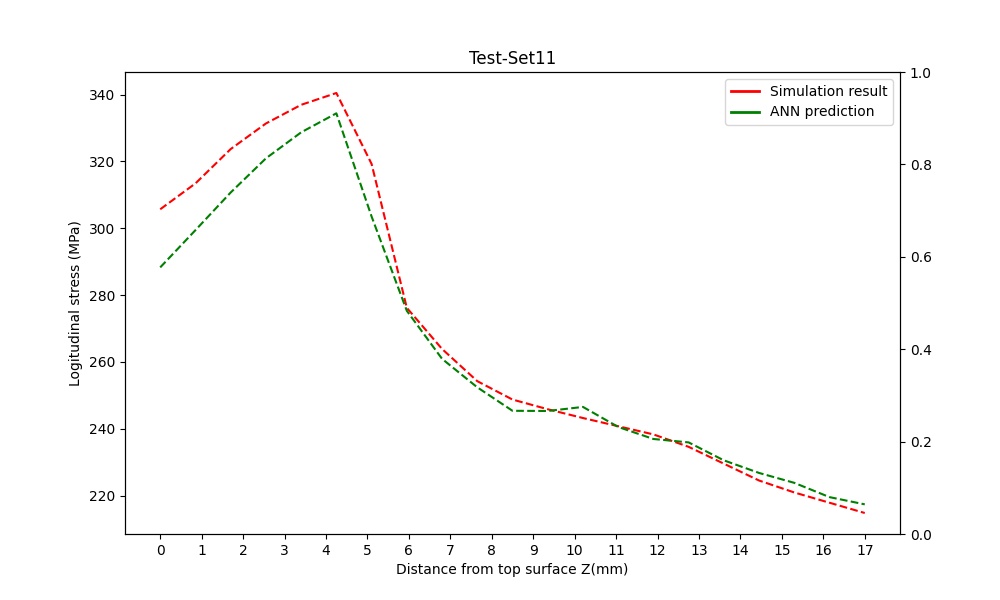 Test-Set11
Simulation result
ANN prediction
340
320
300
280
260
240
220
Logitudinal stress (MPa)
1.0
0.8
0.6
0.4
0.2
0.0
0 1 2 3 4 5 6 7 8 9 10 11 12 13 14 15 16 17
Distance from top surface Z(mm)